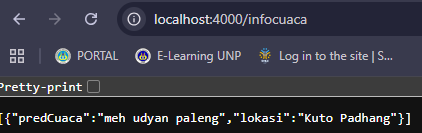 localhost:4000/infocuaca
PORTAL E-Learning UNP Log in to the site | S...
Pretty-print
[{"predCuaca":"meh udyan paleng","lokasi":"Kuto Padhang"}]